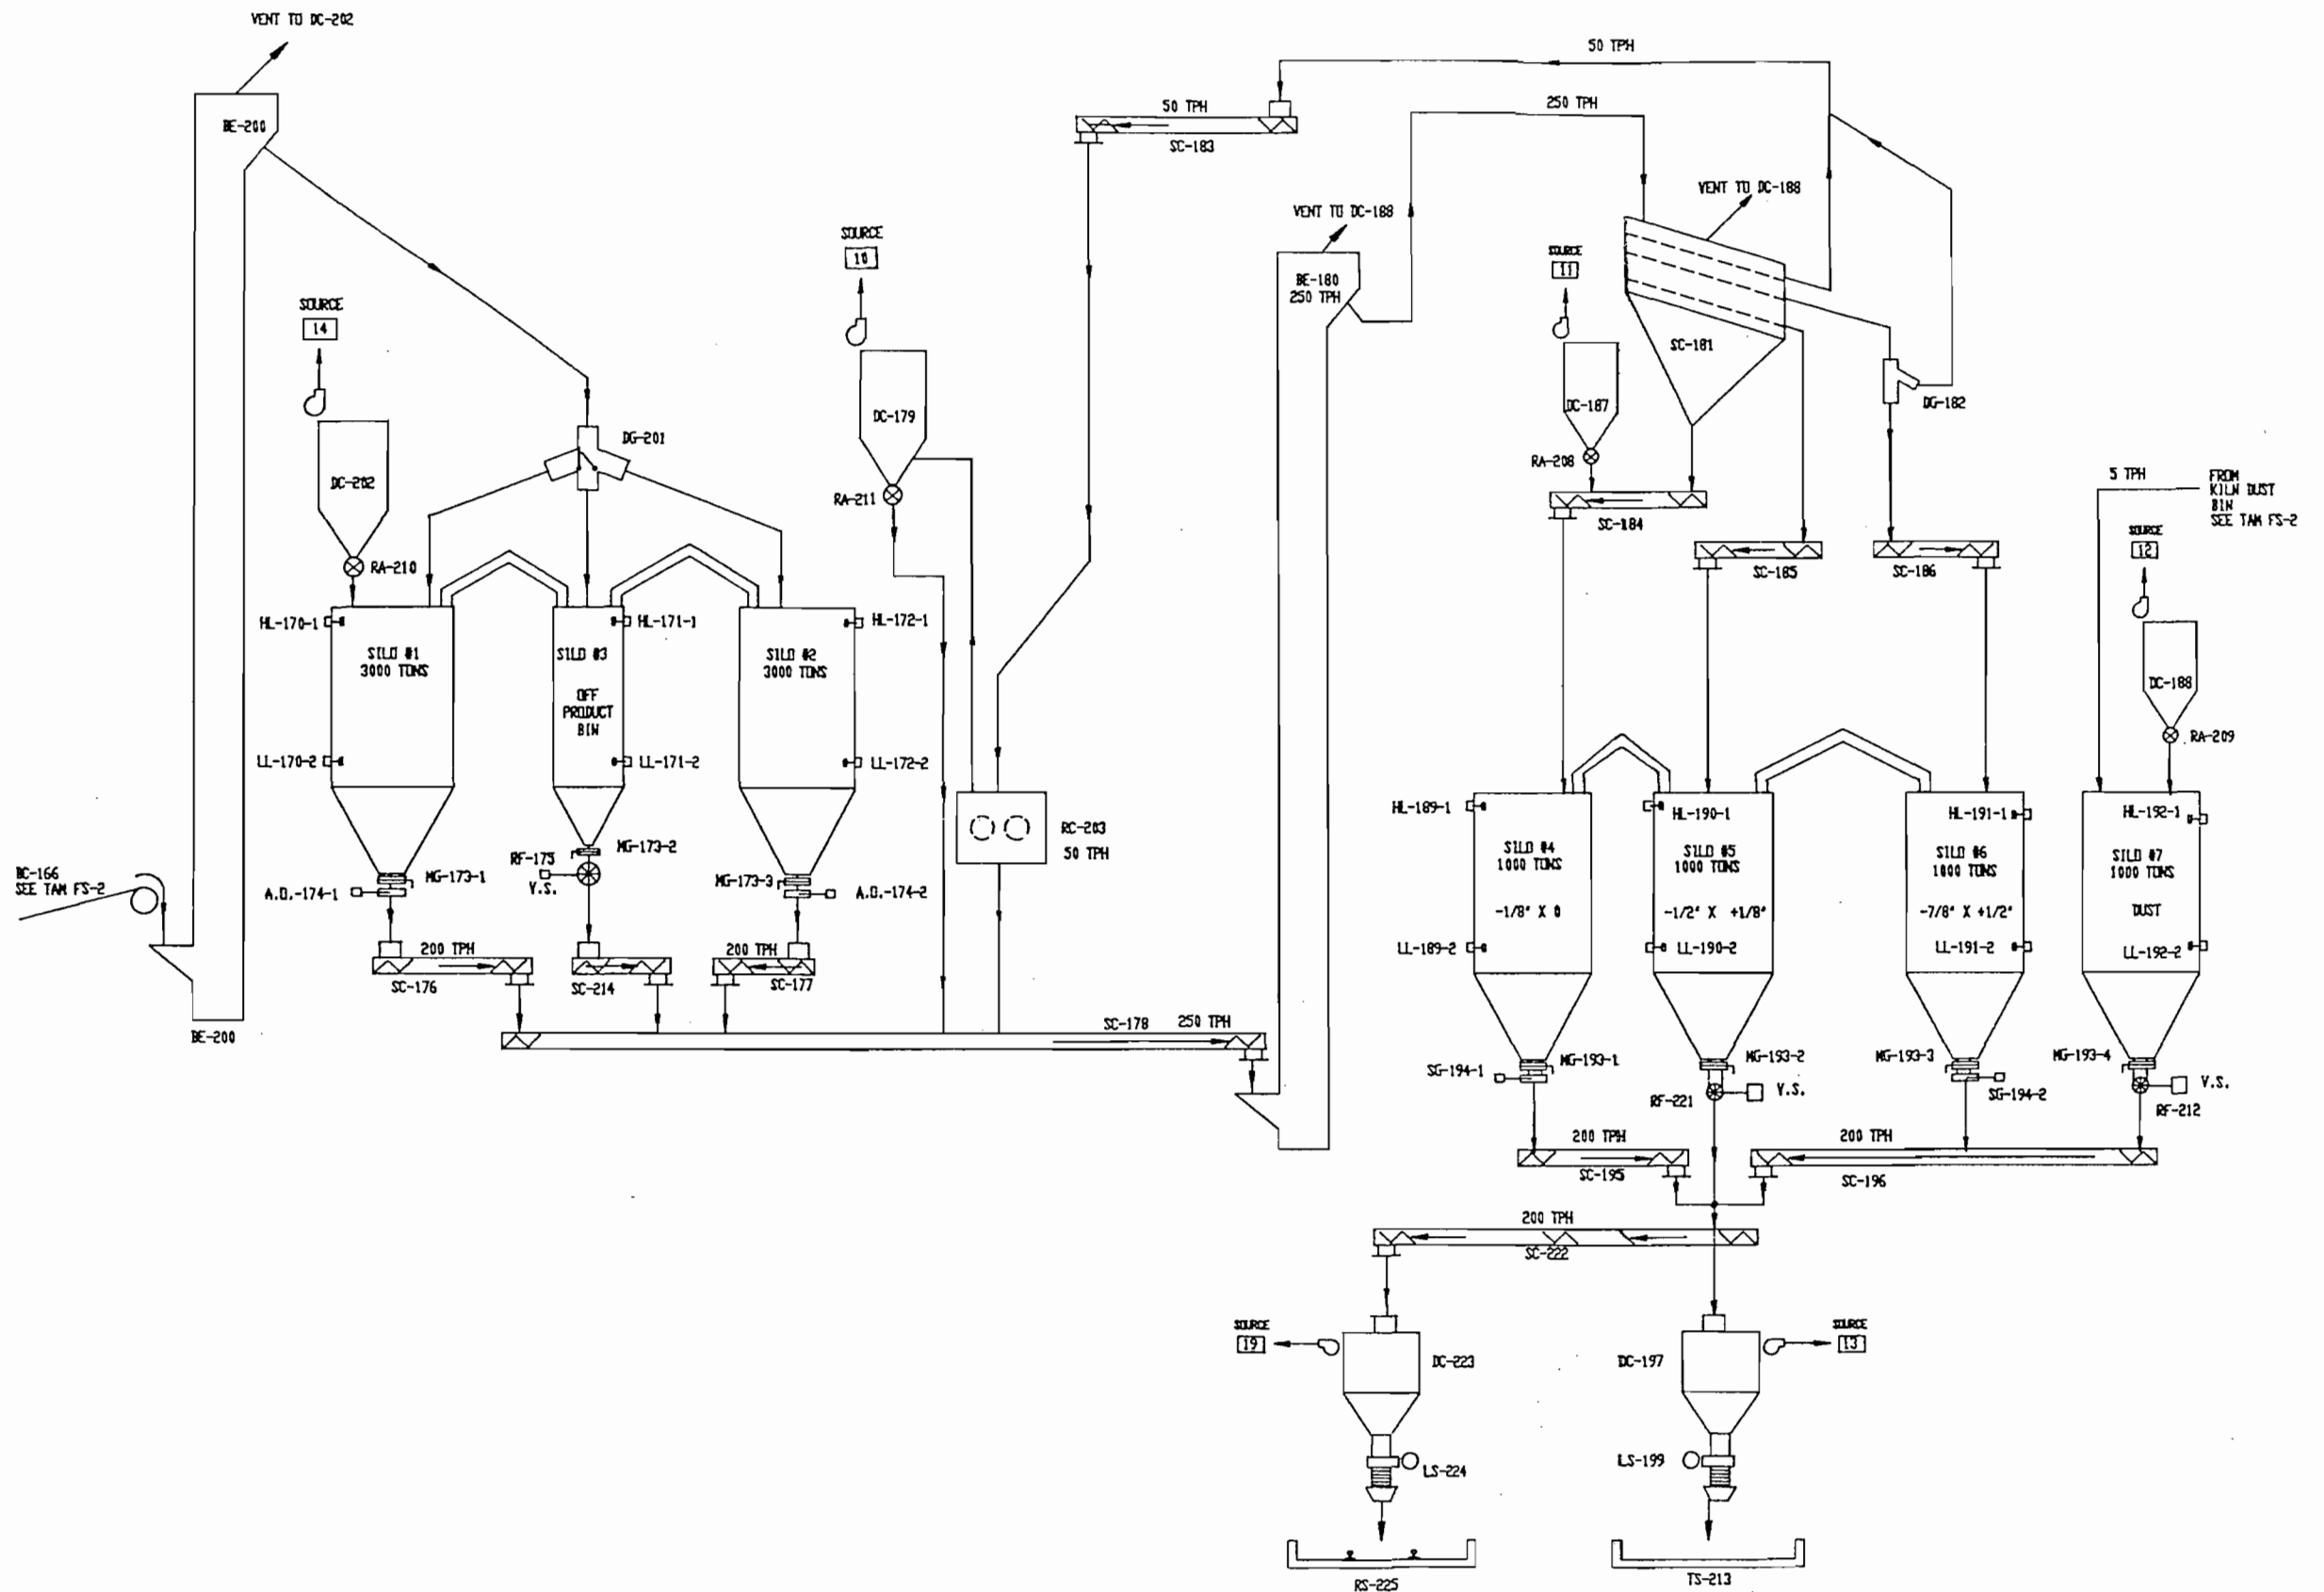 VENT TO DC-202
50 TPH
BE-200
50 TPH
SC-183
250 TPH
VENT TO DC-188
VENT TO DC-188
SOURCE
10
SOURCE
11
BE-180
250 TPH
SOURCE
14
SC-181
DG-182
DC-187
DC-179
DG-201
DC-202
RA-208
RA-211
5 TPH
FROM
KILN DUST
BIN
SEE TAM FS-2
SC-184
SOURCE
12
RA-210
SC-185
SC-186
HL-170-1
HL-171-1
HL-172-1
SILO #1
3000 TONS
SILO #3
OFF
PRODUCT
BIN
SILO #2
3000 TONS
DC-188
RA-209
LL-170-2
LL-171-2
LL-172-2
HL-189-1
HL-190-1
HL-191-1
HL-192-1
RC-203
50 TPH
SILO #4
1000 TONS
-1/8" X 0
SILO #5
1000 TONS
-1/2" X +1/8"
SILO #6
1000 TONS
-7/8" X +1/2"
SILO #7
1000 TONS
DUST
BC-166
SEE TAM FS-2
MG-173-1
RF-175
V.S.
MG-173-2
MG-173-3
A.O.-174-1
A.O.-174-2
LL-189-2
LL-190-2
LL-191-2
LL-192-2
200 TPH
200 TPH
SC-176
SC-214
SC-177
BE-200
SC-178 250 TPH
MG-193-1
MG-193-2
MG-193-3
MG-193-4
SG-194-1
RF-221
V.S.
SG-194-2
V.S.
RF-212
200 TPH
200 TPH
SC-195
SC-196
200 TPH
SC-222
SOURCE
19
SOURCE
13
DC-223
DC-197
LS-224
LS-199
RS-225
TS-213